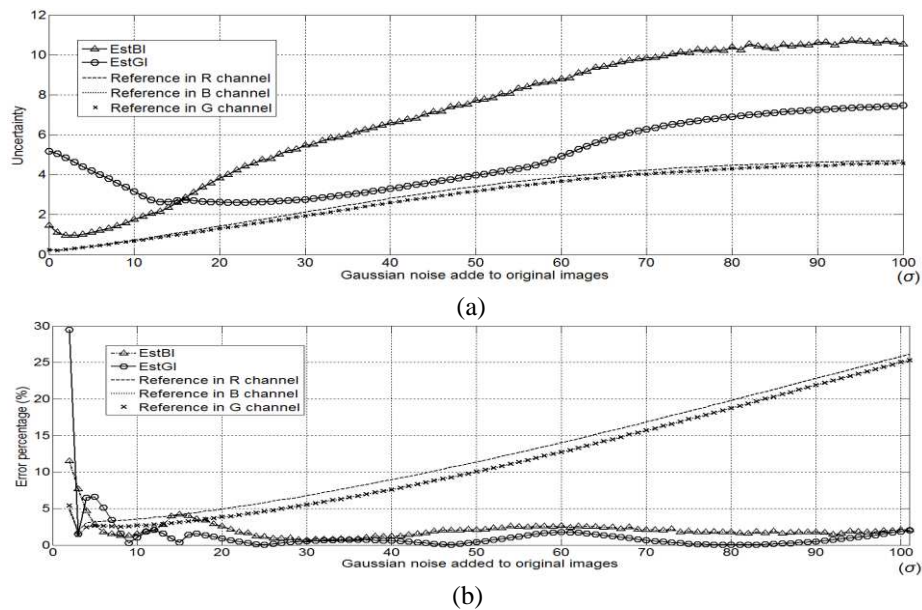 12
10
8
6
4
2
0
Uncertainty
EstBI
EstGI
Reference in R channel
Reference in B channel
Reference in G channel
0 10 20 30 40 50 60 70 80 90 100
Gaussian noise adde to original images
(σ)
(a)
30
25
20
15
10
5
0
Error percentage (%)
EstBI
EstGI
Reference in R channel
Reference in B channel
Reference in G channel
0 10 20 30 40 50 60 70 80 90 100
Gaussian noise added to original images
(σ)
(b)